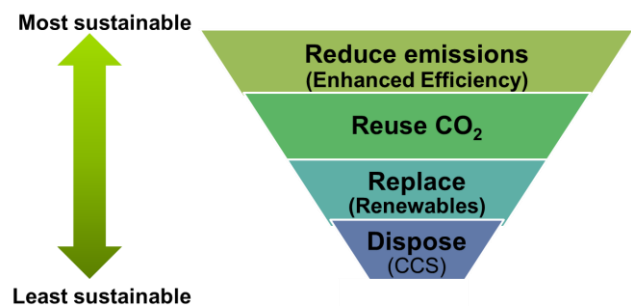 Most sustainable
Reduce emissions
(Enhanced Efficiency)
Reuse CO₂
Replace
(Renewables)
Dispose
(CCS)
Least sustainable